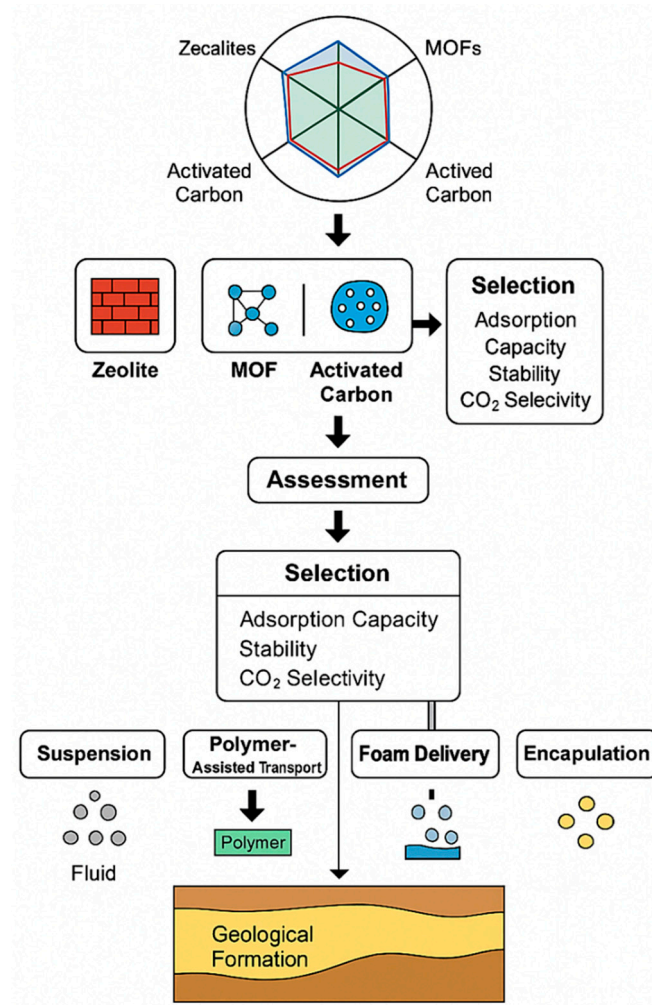 Zecalites
MOFs
Activated
Carbon
Actived
Carbon
Zeolite
MOF
Activated
Carbon
Selection
Adsorption
Capacity
Stability
CO₂ Selecivity
Assessment
Selection
Adsorption Capacity
Stability
CO₂ Selectivity
Suspension
Polymer-
Assisted Transport
Foam Delivery
Encapulation
Polymer
Fluid
Geological
Formation